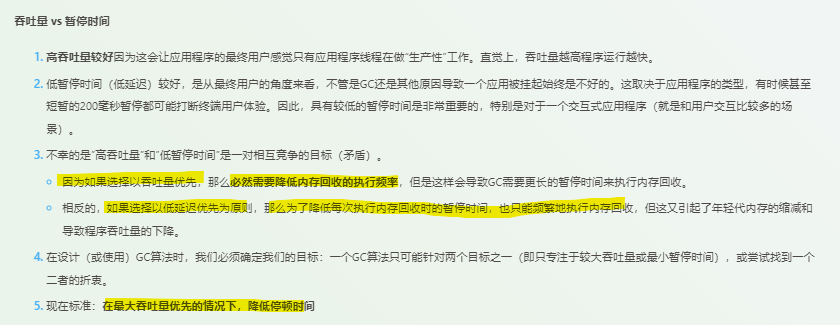 吞吐量 vs 暂停时间
1. 高吞吐量较好因为这会让应用程序的最终用户感觉只有应用程序线程在做“生产性”工作。直觉上，吞吐量越高程序运行越快。
2. 低暂停时间（低延迟）较好，是从最终用户的角度来看，不管是GC还是其他原因导致一个应用被挂起始终是不好的。这取决于应用程序的类型，有时候甚至
短暂的200毫秒暂停都可能打断终端用户体验。因此，具有较低的暂停时间是非常重要的，特别是对于一个交互式应用程序（就是和用户交互比较多的场
景）。
3. 不幸的是“高吞吐量”和“低暂停时间”是一对相互竞争的目标（矛盾）。
因为如果选择以吞吐量优先，那么必然需要降低内存回收的执行频率，但是这样会导致GC需要更长的暂停时间来执行内存回收。
相反的，如果选择以低延迟优先为原则，那么为了降低每次执行内存回收时的暂停时间，也只能频繁地执行内存回收，但这又引起了年轻代内存的缩减和
导致程序吞吐量的下降。
4. 在设计（或使用）GC算法时，我们必须确定我们的目标：一个GC算法只可能针对两个目标之一（即只专注于较大吞吐量或最小暂停时间），或尝试找到一个
二者的折衷。
5. 现在标准：在最大吞吐量优先的情况下，降低停顿时间